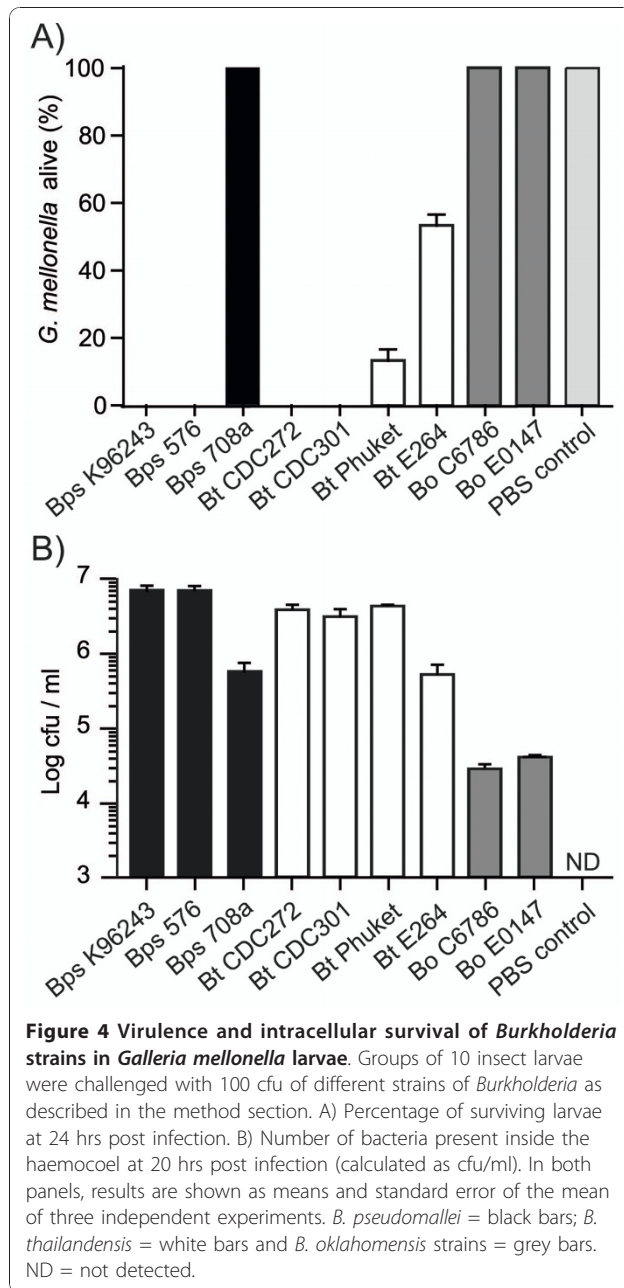 A)
G. mellonella alive (%)
100
80
60
40
20
0
Bps K96243
Bps 576
Bps 708a
Bt CDC272
Bt CDC301
Bt Phuket
Bt E264
Bo C6786
Bo E0147
PBS control
B)
Log cfu / ml
7
6
5
4
3
ND
Bps K96243
Bps 576
Bps 708a
Bt CDC272
Bt CDC301
Bt Phuket
Bt E264
Bo C6786
Bo E0147
PBS control
Figure 4 Virulence and intracellular survival of Burkholderia
strains in Galleria mellonella larvae. Groups of 10 insect larvae
were challenged with 100 cfu of different strains of Burkholderia as
described in the method section. A) Percentage of surviving larvae
at 24 hrs post infection. B) Number of bacteria present inside the
haemocoel at 20 hrs post infection (calculated as cfu/ml). In both
panels, results are shown as means and standard error of the mean
of three independent experiments. B. pseudomallei = black bars; B.
thailandensis = white bars and B. oklahomensis strains = grey bars.
ND = not detected.